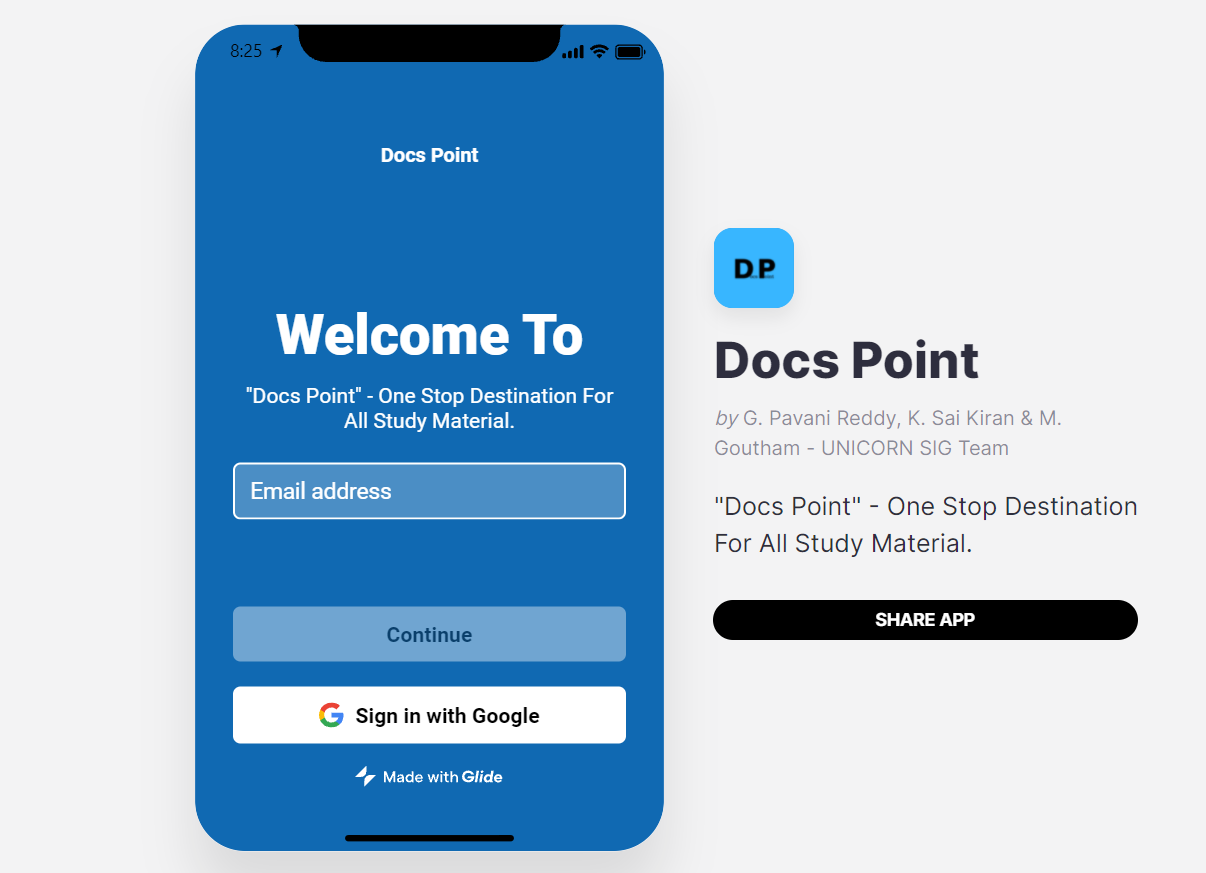 8:25
Docs Point
Welcome To
"Docs Point" - One Stop Destination For
All Study Material.
Email address
Continue
Sign in with Google
Made with Glide
DP
Docs Point
by G. Pavani Reddy, K. Sai Kiran & M.
Goutham - UNICORN SIG Team
"Docs Point" - One Stop Destination
For All Study Material.
SHARE APP